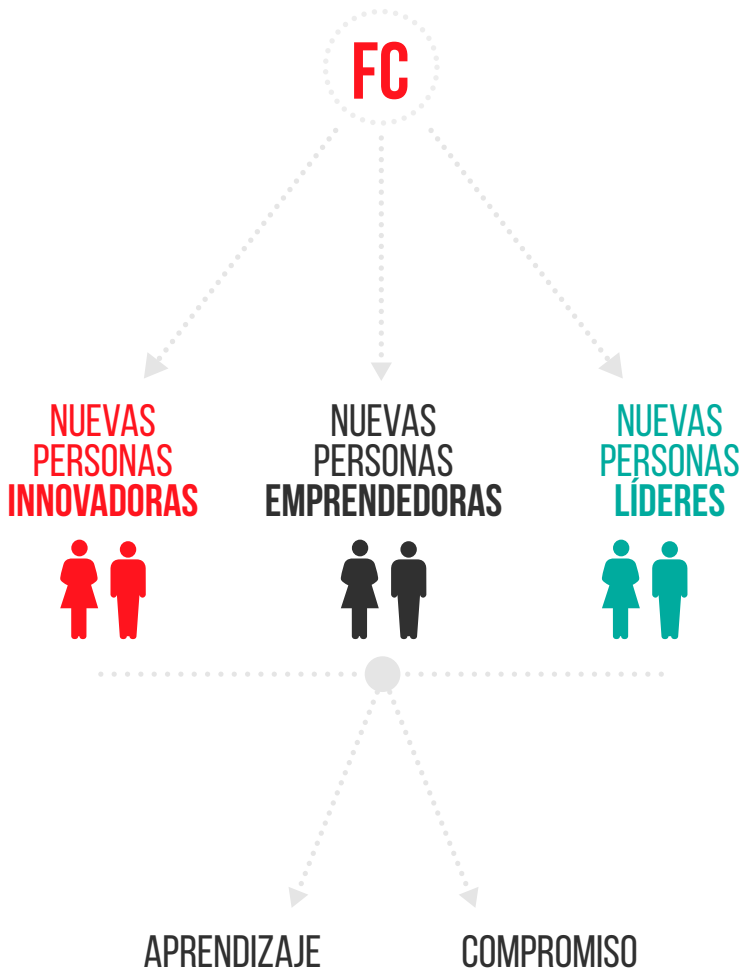 FC
NUEVAS
PERSONAS
INNOVADORAS
NUEVAS
PERSONAS
EMPRENDEDORAS
NUEVAS
PERSONAS
LÍDERES
APRENDIZAJE
COMPROMISO